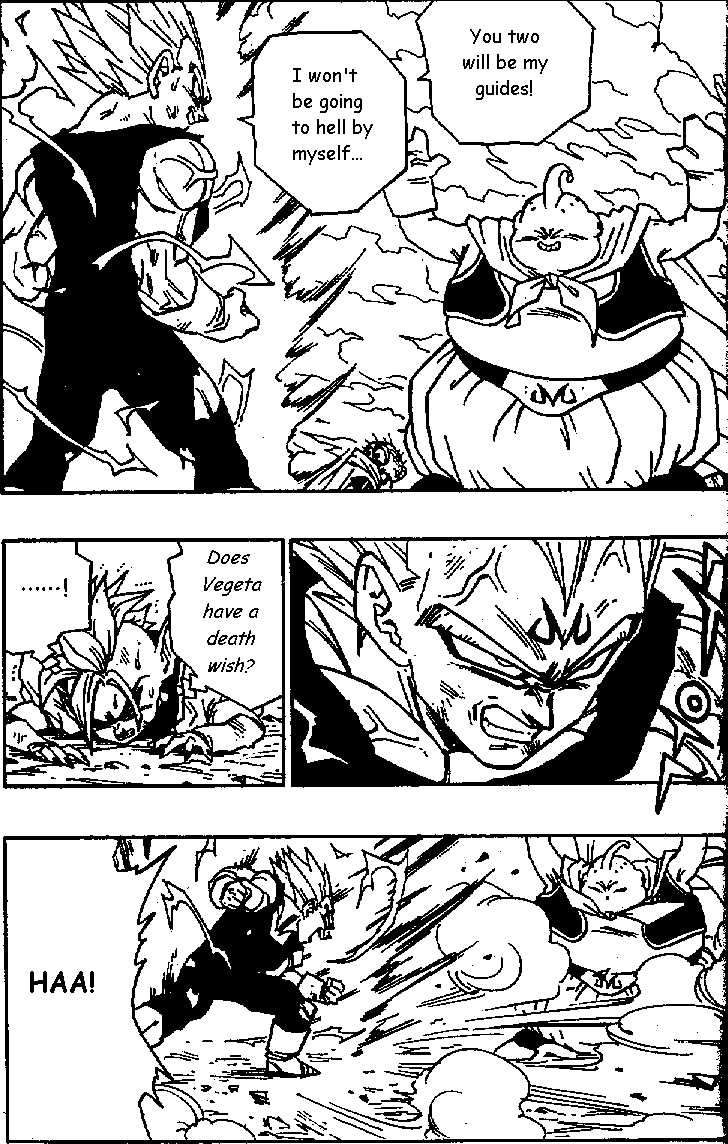 You two
will be my
guides!
I won't
be going
to hell by
myself...
Does
Vegeta
have a
death
wish?
......!
HAA!